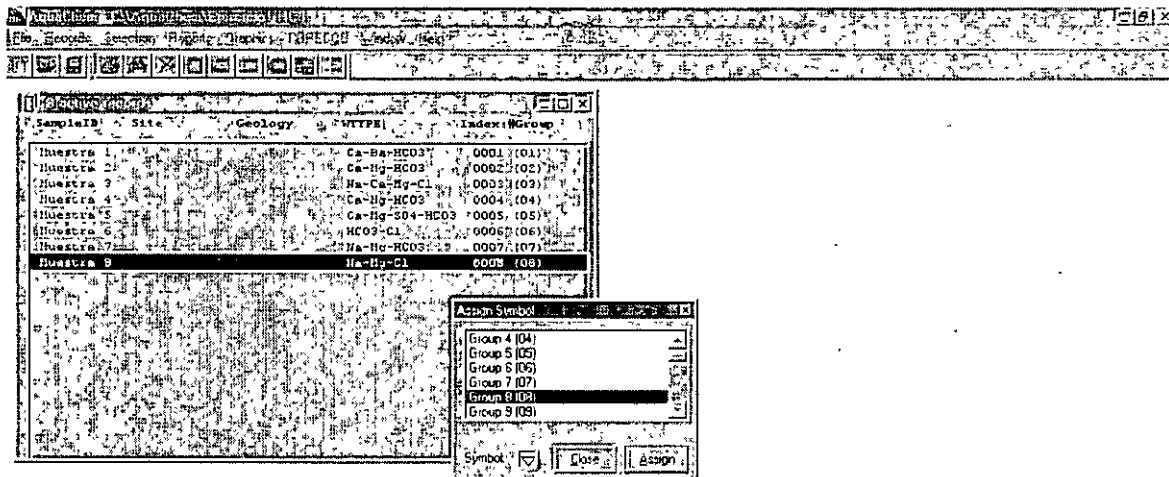 File Selection Reports Graphics Window Help
SampleID Site Geology WTYPE Index Group
Muestra 1 Ca-Ba-HCO3 0001 (01)
Muestra 2 Ca-Mg-HCO3 0002 (02)
Muestra 3 Na-Ca-Mg-Cl 0003 (03)
Muestra 4 Ca-Mg-HCO3 0004 (04)
Muestra 5 Ca-Mg-SO4-HCO3 0005 (05)
Muestra 6 HCO3-Cl 0006 (06)
Muestra 7 Na-Mg-HCO3 0007 (07)
Muestra 8 Na-Mg-Cl 0008 (08)
Assign Symbol
Group 4 (04)
Group 5 (05)
Group 6 (06)
Group 7 (07)
Group 8 (08)
Group 9 (09)
Symbol Close Assign